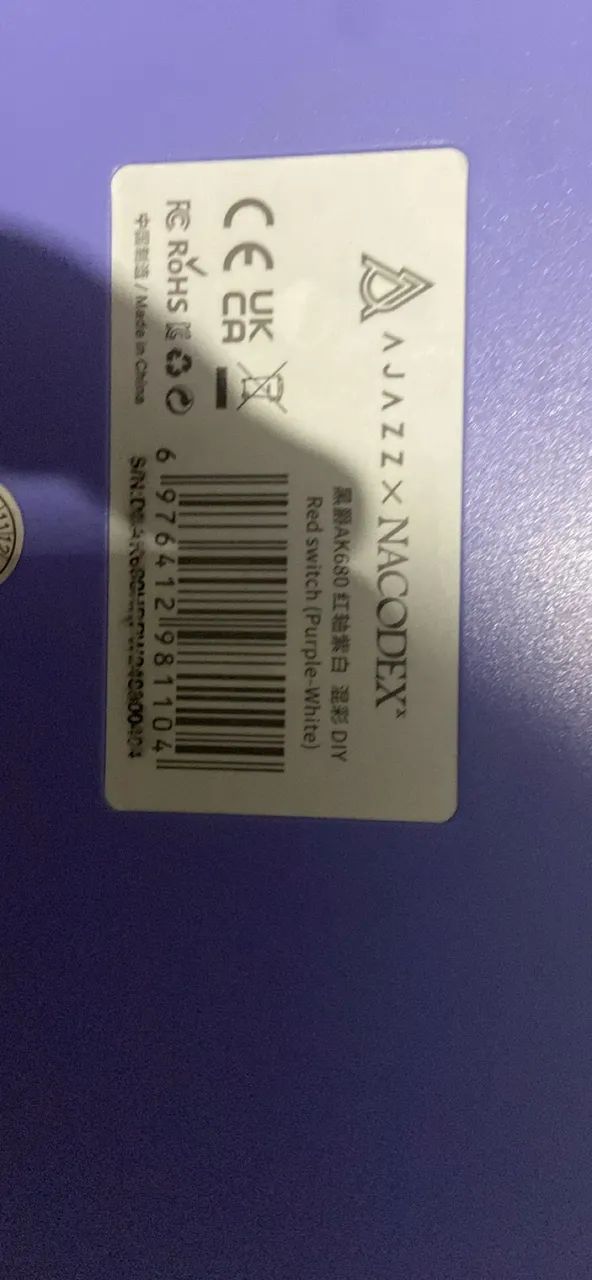 AJAZZ × NACODEX
黑爵AK680 红轴紫白 混彩 DIY
Red switch (Purple-White)
CE UK CA
FC RoHS
中国制造 / Made in China
6 976412 981104
S/N: